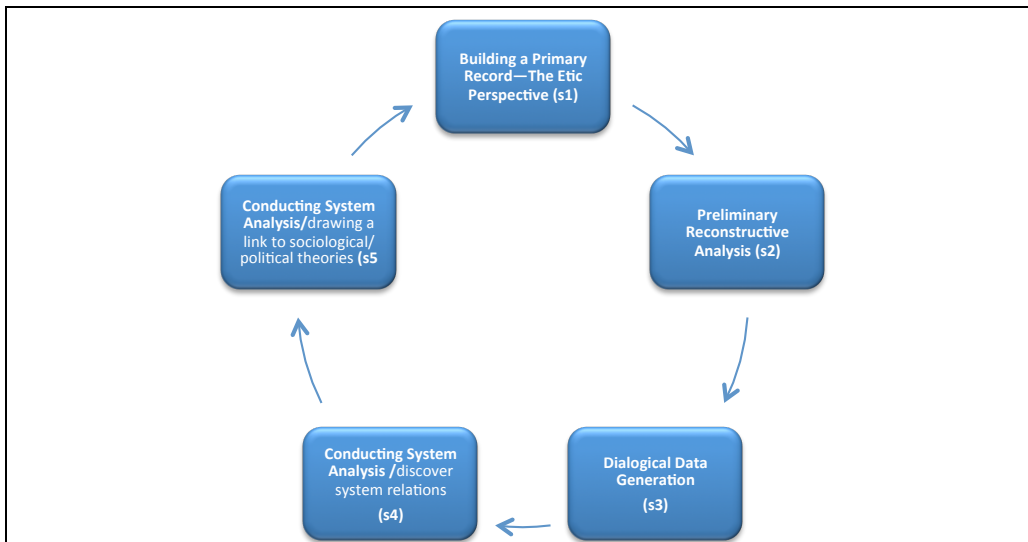 Building a Primary
Record—The Etic
Perspective (s1)
Preliminary
Reconstructive
Analysis (s2)
Dialogical Data
Generation
(s3)
Conducting System
Analysis /discover
system relations
(s4)
Conducting System
Analysis/drawing a
link to sociological/
political theories (s5